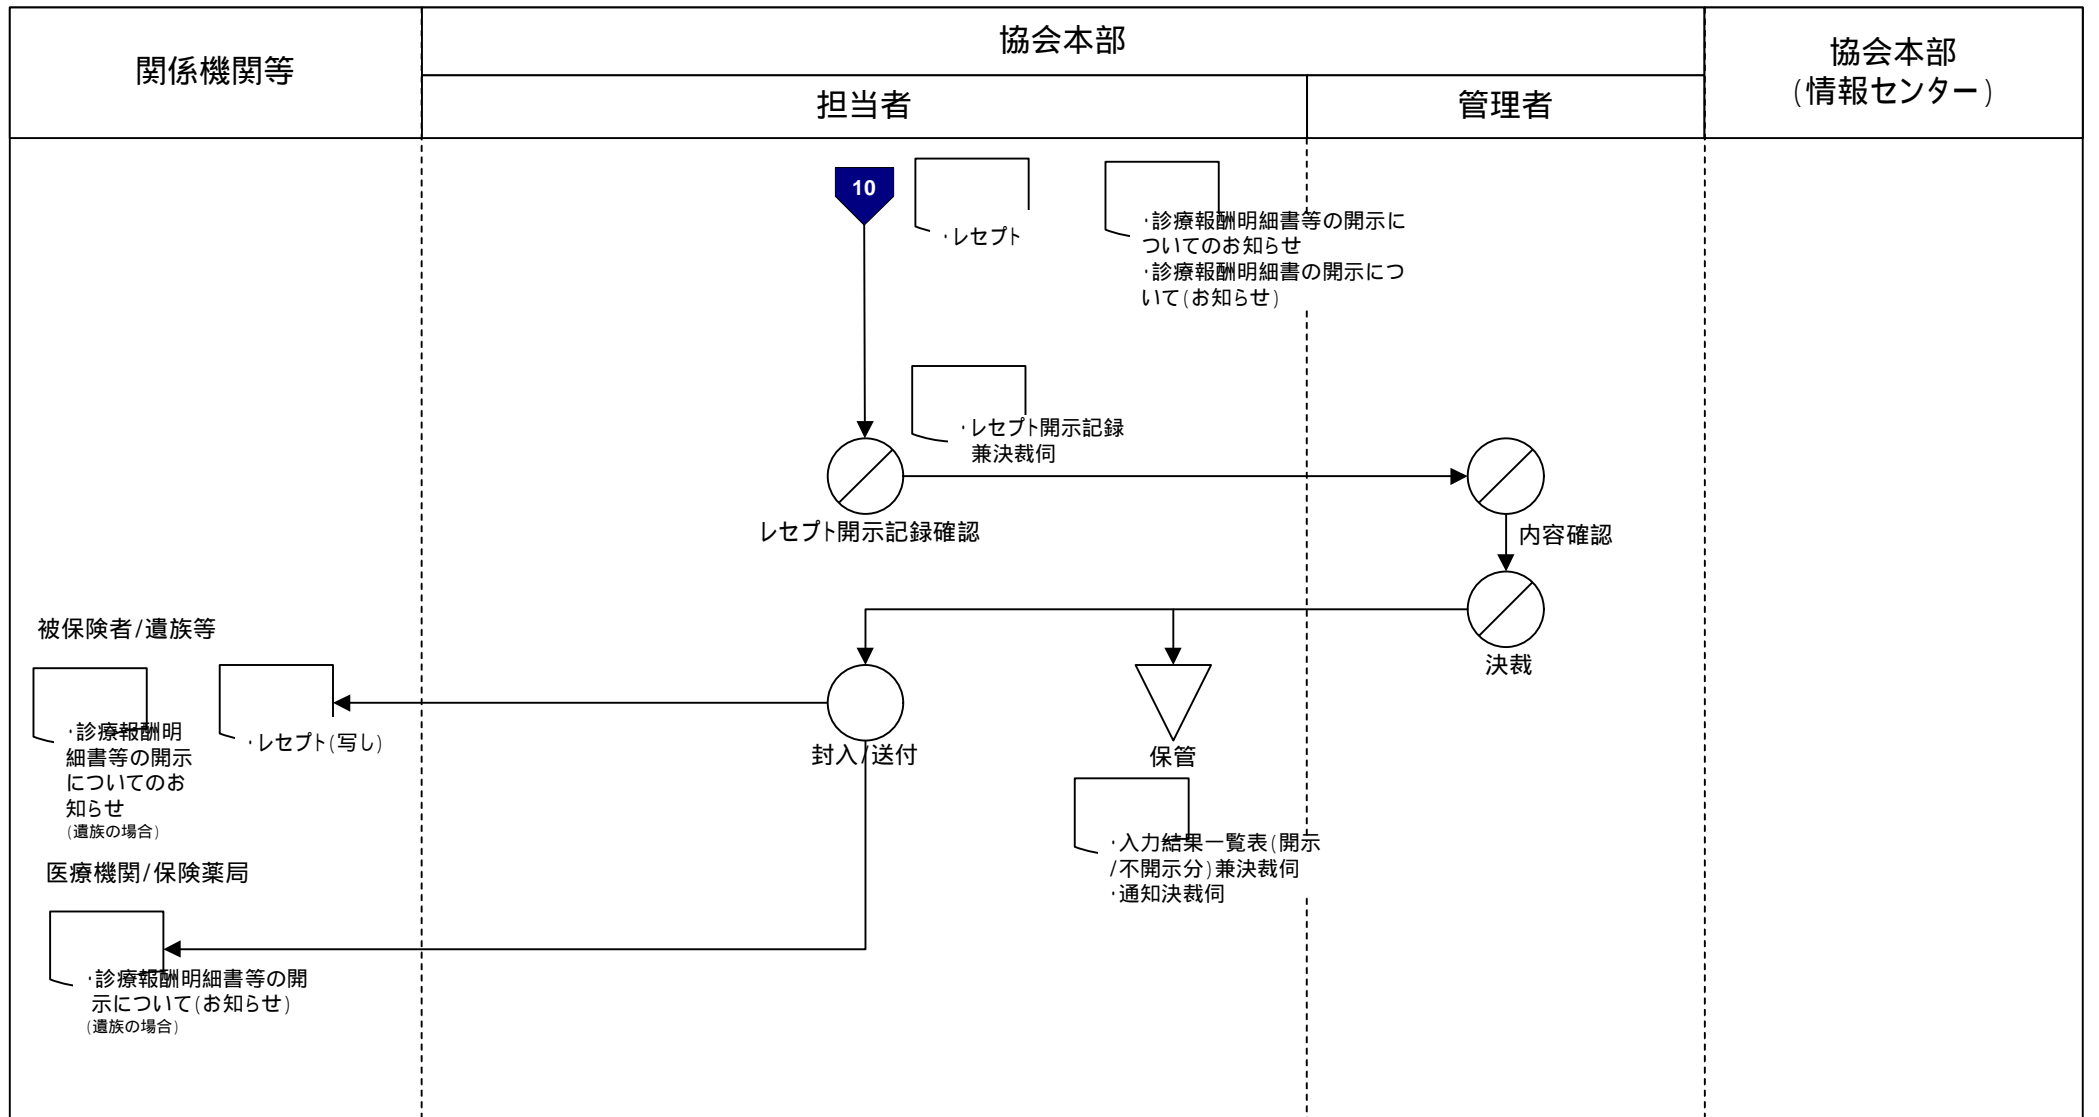 関係機関等
協会本部
担当者
管理者
協会本部
(情報センター)
10
・レセプト
・診療報酬明細書等の開示に
ついてのお知らせ
・診療報酬明細書の開示につ
いて(お知らせ)
・レセプト開示記録
兼決裁伺
レセプト開示記録確認
内容確認
決裁
被保険者/遺族等
・診療報酬明
細書等の開示
についてのお
知らせ
(遺族の場合)
・レセプト(写し)
封入/送付
保管
・入力結果一覧表(開示
/不開示分)兼決裁伺
・通知決裁伺
医療機関/保険薬局
・診療報酬明細書等の開
示について(お知らせ)
(遺族の場合)